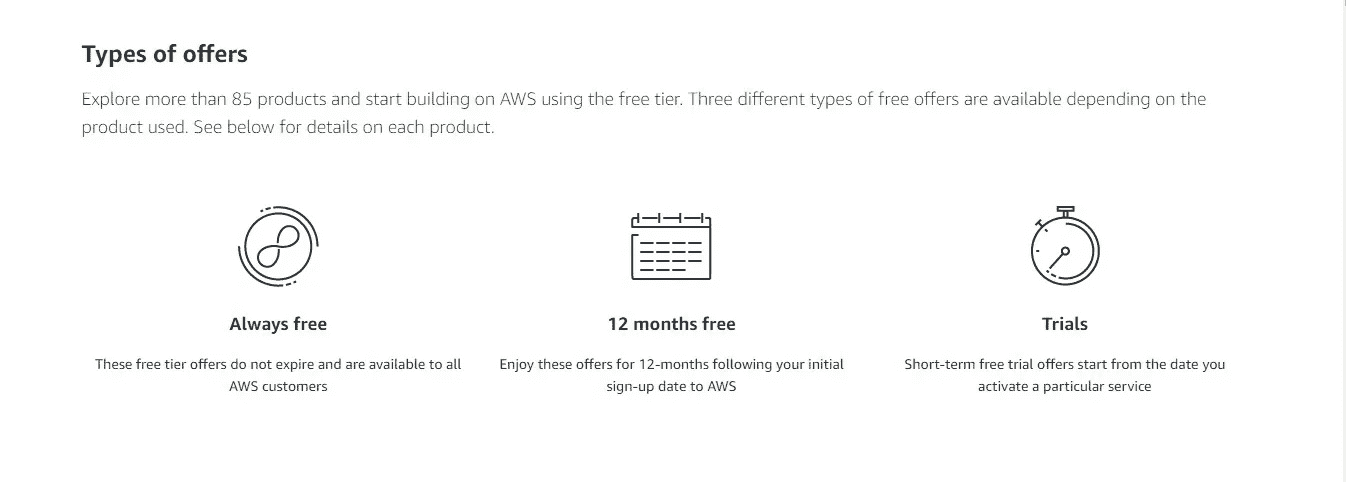 Types of offers
Explore more than 85 products and start building on AWS using the free tier. Three different types of free offers are available depending on the
product used. See below for details on each product.
Always free
These free tier offers do not expire and are available to all
AWS customers
12 months free
Enjoy these offers for 12-months following your initial
sign-up date to AWS
Trials
Short-term free trial offers start from the date you
activate a particular service